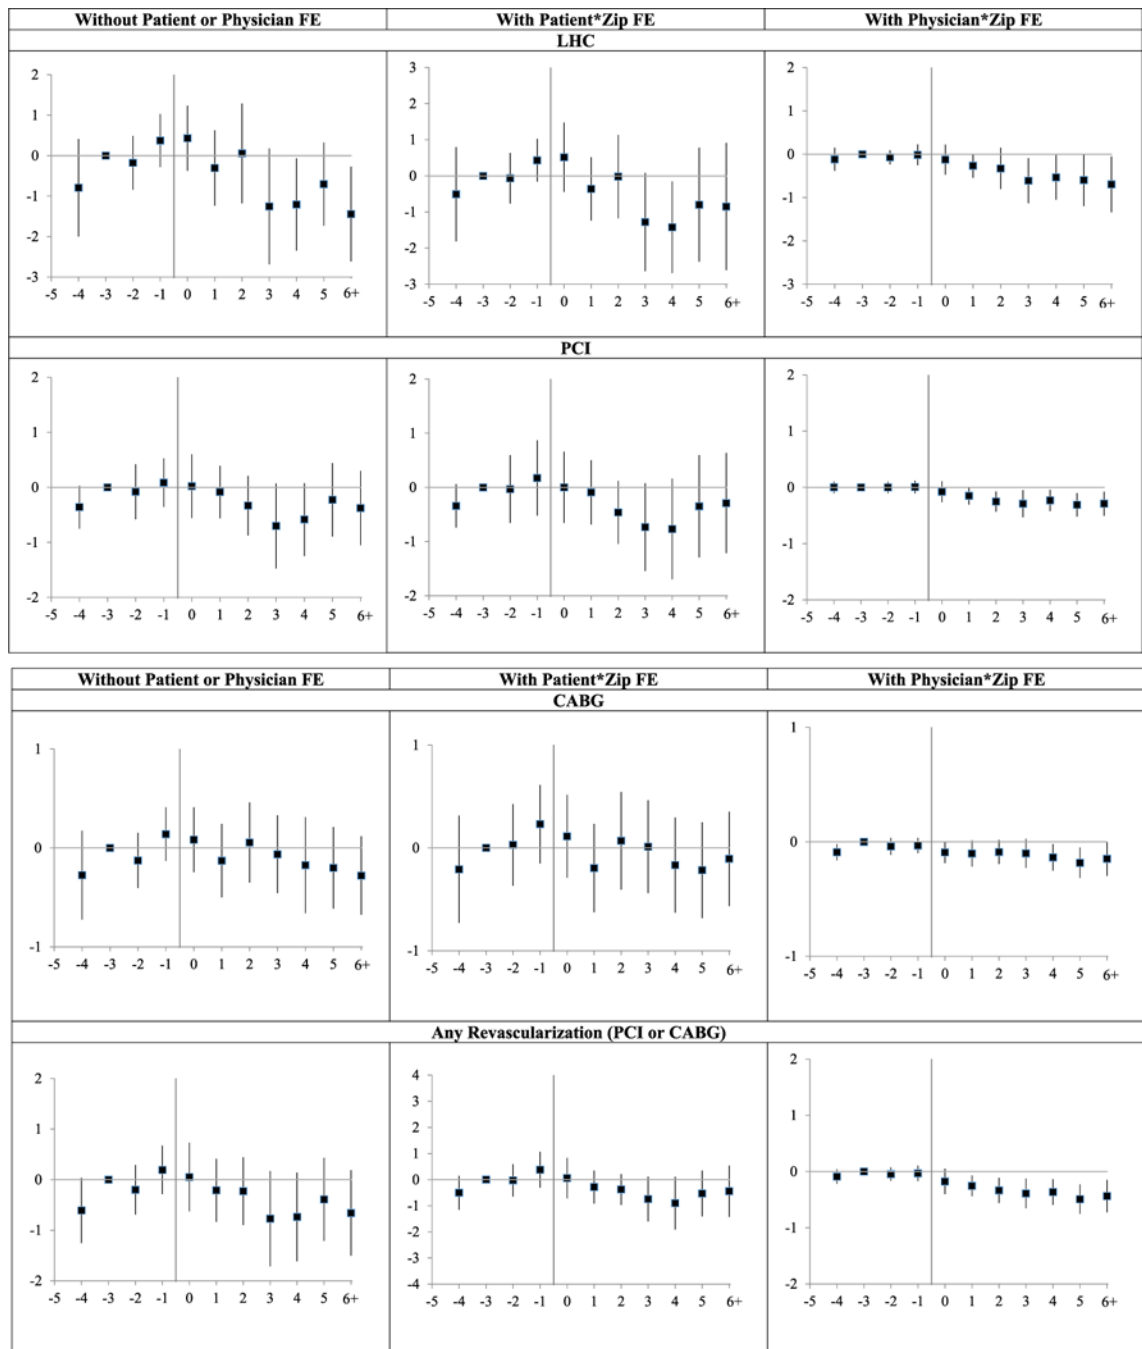 Without Patient or Physician FE With Patient*Zip FE With Physician*Zip FE
LHC
2 3 2
1 2 1
0 1 0
-1 0 -1
-2 -1 -2
-3 -2 -3
-3
-5 -4 -3 -2 -1 0 1 2 3 4 5 6+ -5 -4 -3 -2 -1 0 1 2 3 4 5 6+ -5 -4 -3 -2 -1 0 1 2 3 4 5 6+
PCI
2 2 2
1 1 1
0 0 0
-1 -1 -1
-2 -2 -2
-5 -4 -3 -2 -1 0 1 2 3 4 5 6+ -5 -4 -3 -2 -1 0 1 2 3 4 5 6+ -5 -4 -3 -2 -1 0 1 2 3 4 5 6+
Without Patient or Physician FE With Patient*Zip FE With Physician*Zip FE
CABG
1 1 1
0 0 0
-1 -1 -1
-5 -4 -3 -2 -1 0 1 2 3 4 5 6+ -5 -4 -3 -2 -1 0 1 2 3 4 5 6+ -5 -4 -3 -2 -1 0 1 2 3 4 5 6+
Any Revascularization (PCI or CABG)
2 4 2
1 3 1
0 2 0
-1 1 -1
-2 0 -2
-1
-2
-3
-4
-5 -4 -3 -2 -1 0 1 2 3 4 5 6+ -5 -4 -3 -2 -1 0 1 2 3 4 5 6+ -5 -4 -3 -2 -1 0 1 2 3 4 5 6+